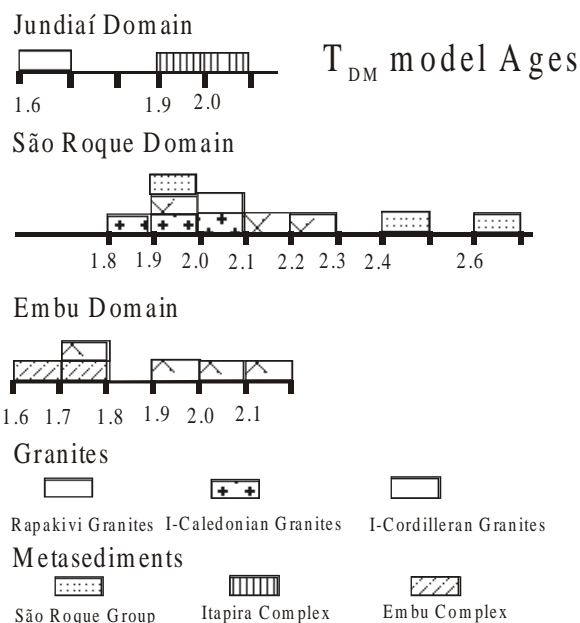 Jundiaí Domain
TDM model Ages
1.6 1.9 2.0
São Roque Domain
1.8 1.9 2.0 2.1 2.2 2.3 2.4 2.6
Embu Domain
1.6 1.7 1.8 1.9 2.0 2.1
Granites
Rapakivi Granites I-Caledonian Granites I-Cordilleran Granites
Metasediments
São Roque Group Itapira Complex Embu Complex